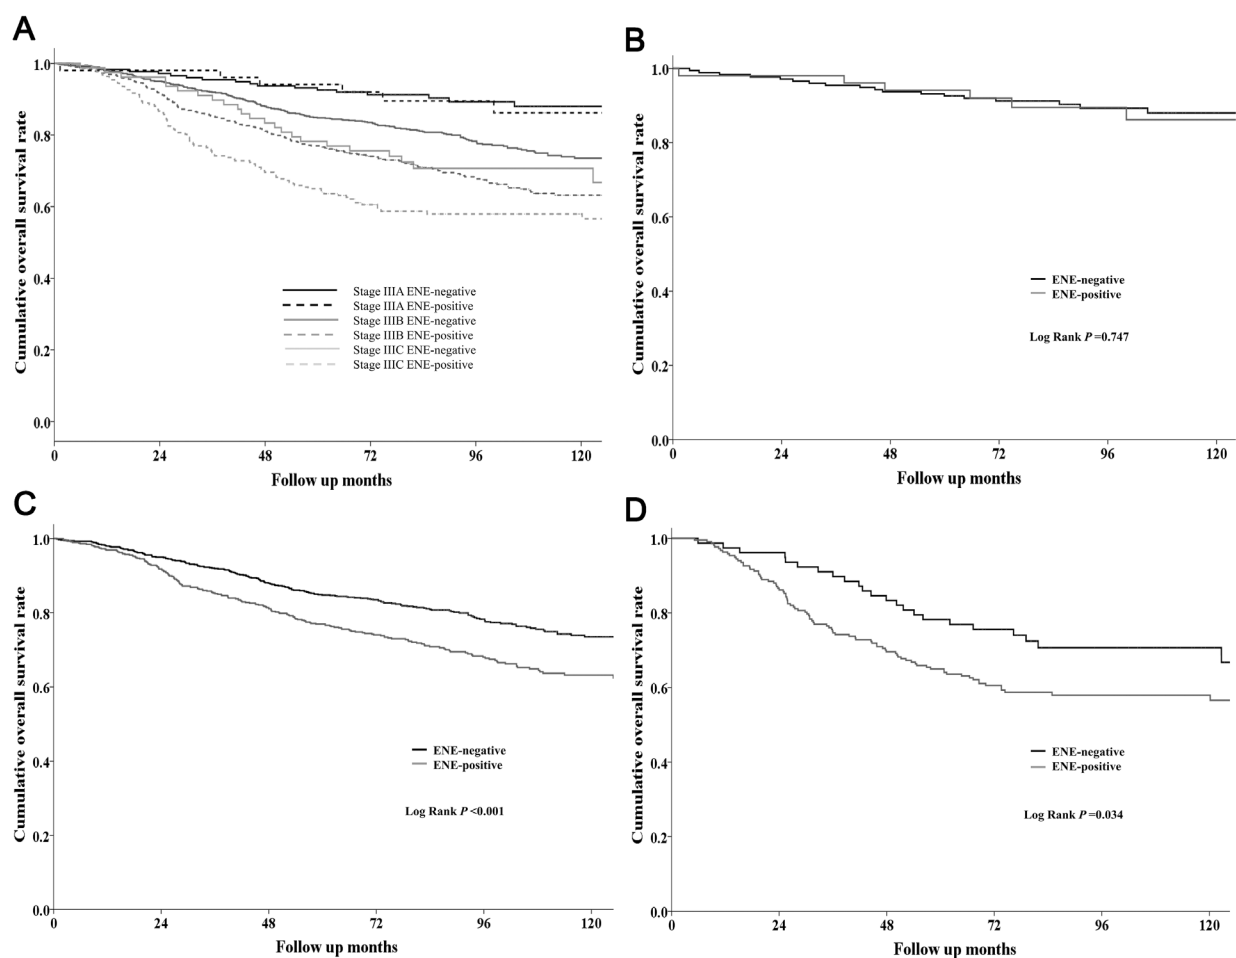 A
Cumulative overall survival rate
1.0
0.8
0.6
0.4
0.2
0.0
Stage IIIA ENE-negative
Stage IIIA ENE-positive
Stage IIIB ENE-negative
Stage IIIB ENE-positive
Stage IIIC ENE-negative
Stage IIIC ENE-positive
0 24 48 72 96 120
Follow up months
B
Cumulative overall survival rate
1.0
0.8
0.6
0.4
0.2
0.0
ENE-negative
ENE-positive
Log Rank P =0.747
0 24 48 72 96 120
Follow up months
C
Cumulative overall survival rate
1.0
0.8
0.6
0.4
0.2
0.0
ENE-negative
ENE-positive
Log Rank P <0.001
0 24 48 72 96 120
Follow up months
D
Cumulative overall survival rate
1.0
0.8
0.6
0.4
0.2
0.0
ENE-negative
ENE-positive
Log Rank P =0.034
0 24 48 72 96 120
Follow up months